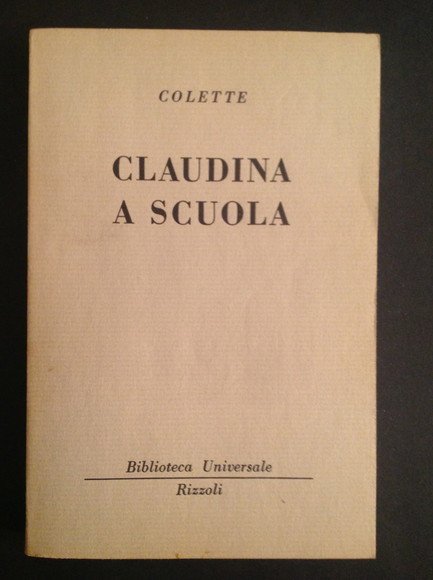 COLETTE
CLAUDINA
A SCUOLA
Biblioteca Universale
Rizzoli